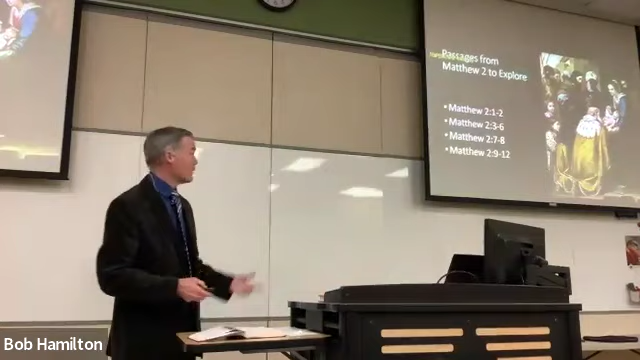 Passages from
Matthew 2 to Explore
• Matthew 2:1-2
• Matthew 2:3-6
• Matthew 2:7-8
• Matthew 2:9-12
Bob Hamilton